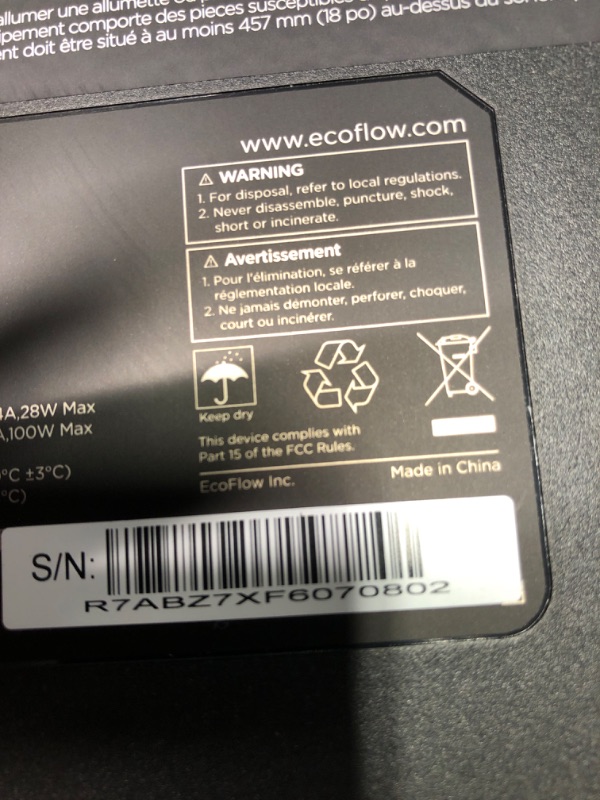 allumer une allumette
ipement comporte des pièces susceptibles
nt doit être situé à au moins 457 mm (18 po) au-dessus du
www.ecoflow.com
⚠ WARNING
1. For disposal, refer to local regulations.
2. Never disassemble, puncture, shock,
short or incinerate.
⚠ Avertissement
1. Pour l'élimination, se référer à la
réglementation locale.
2. Ne jamais démonter, perforer, choquer,
court ou incinérer.
Keep dry
A,28W Max
A,100W Max
This device complies with
Part 15 of the FCC Rules.
°C ±3°C)
°C)
EcoFlow Inc.
Made in China
S/N:
R7ABZ7XF6070802